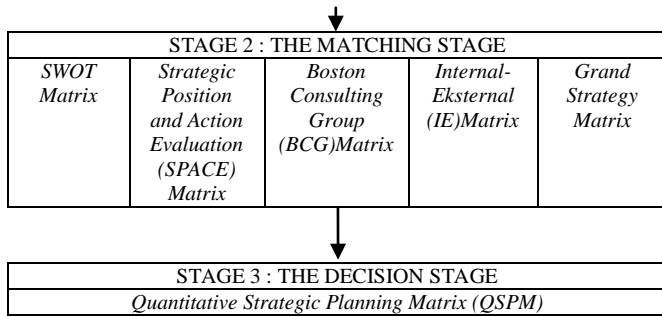 STAGE 2 : THE MATCHING STAGE
SWOT
Matrix
Strategic
Position
and Action
Evaluation
(SPACE)
Matrix
Boston
Consulting
Group
(BCG)Matrix
Internal-
Eksternal
(IE)Matrix
Grand
Strategy
Matrix
STAGE 3 : THE DECISION STAGE
Quantitative Strategic Planning Matrix (QSPM)